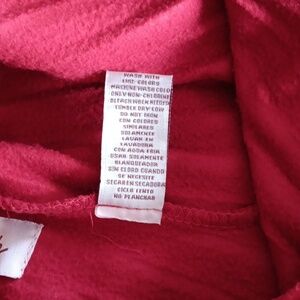 WASH WITH
LIKE COLORS
MACHINE WASH COLD
ONLY NON-CHLORINE
BLEACH WHEN NEEDED
TUMBLE DRY LOW
DO NOT IRON
CON COLORES
SIMILARES
SOLAMENTE
LAVAR EN
LAVADORA
CON AGUA FRIA
USAR SOLAMENTE
BLANQUEADOR
SIN CLORO CUANDO
SE NECESITE
SECAR EN SECADORA
CICLO LENTO
NO PLANCHAR